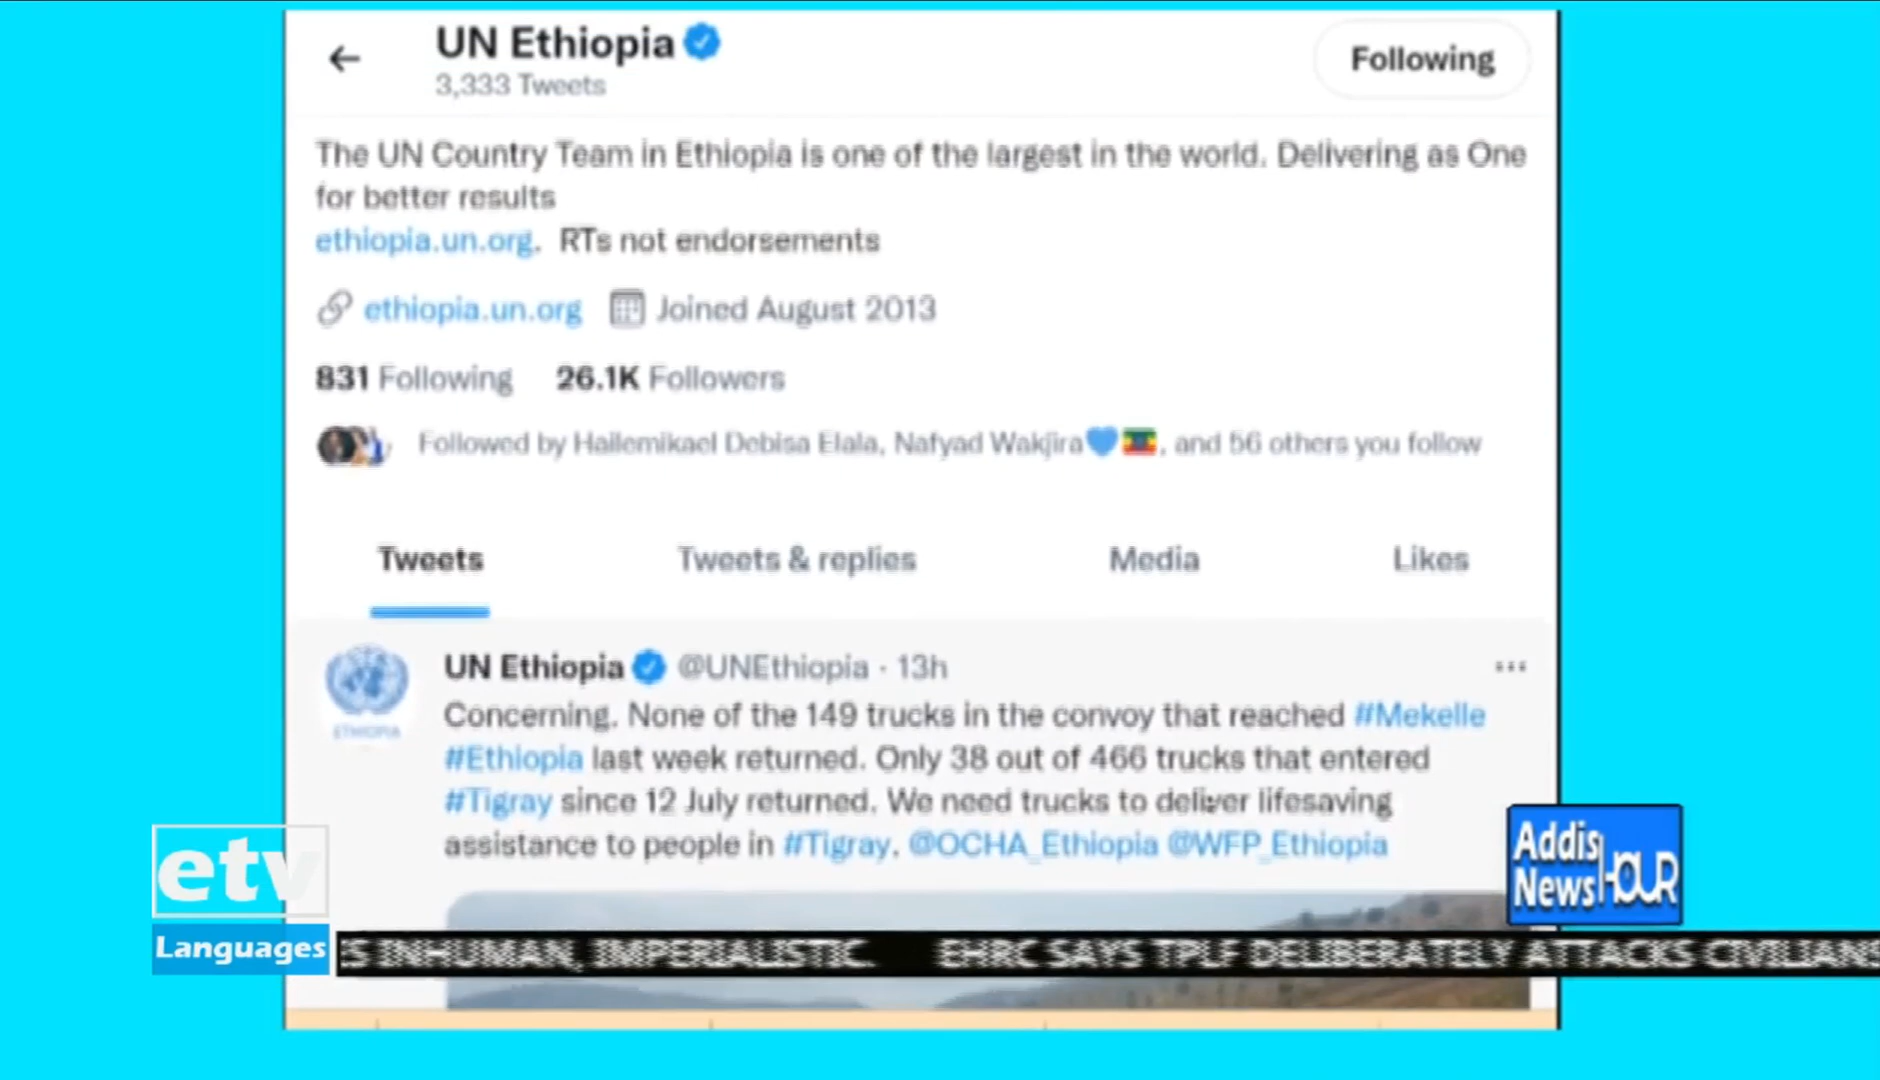 UN Ethiopia
3,333 Tweets
Following
The UN Country Team in Ethiopia is one of the largest in the world. Delivering as One
for better results
ethiopia.un.org. RTs not endorsements
ethiopia.un.org Joined August 2013
831 Following 26.1K Followers
Followed by Hailemikael Debisa Elala, Nafyad Wakjira💙🇪🇹, and 56 others you follow
Tweets Tweets & replies Media Likes
UN Ethiopia @UNEthiopia · 13h
...
Concerning. None of the 149 trucks in the convoy that reached #Mekelle
#Ethiopia last week returned. Only 38 out of 466 trucks that entered
#Tigray since 12 July returned. We need trucks to deliver lifesaving
assistance to people in #Tigray. @OCHA_Ethiopia @WFP_Ethiopia
ETHIOPIA
etv
Languages
Addis
News HOUR
S INHUMAN, IMPERIALISTIC EHRC SAYS TPLF DELIBERATELY ATTACKS CIVILIANS